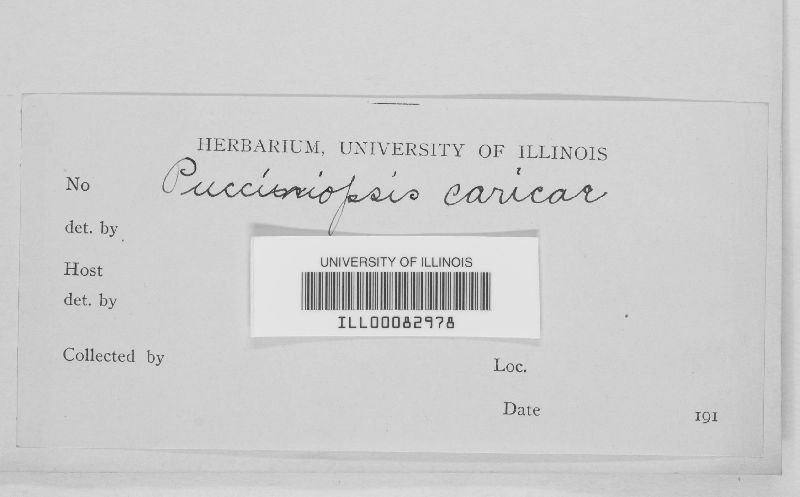 HERBARIUM, UNIVERSITY OF ILLINOIS
No Pucciniopsis caricae
det. by
UNIVERSITY OF ILLINOIS
Host
det. by
ILL00082978
Collected by
Loc.
Date 191